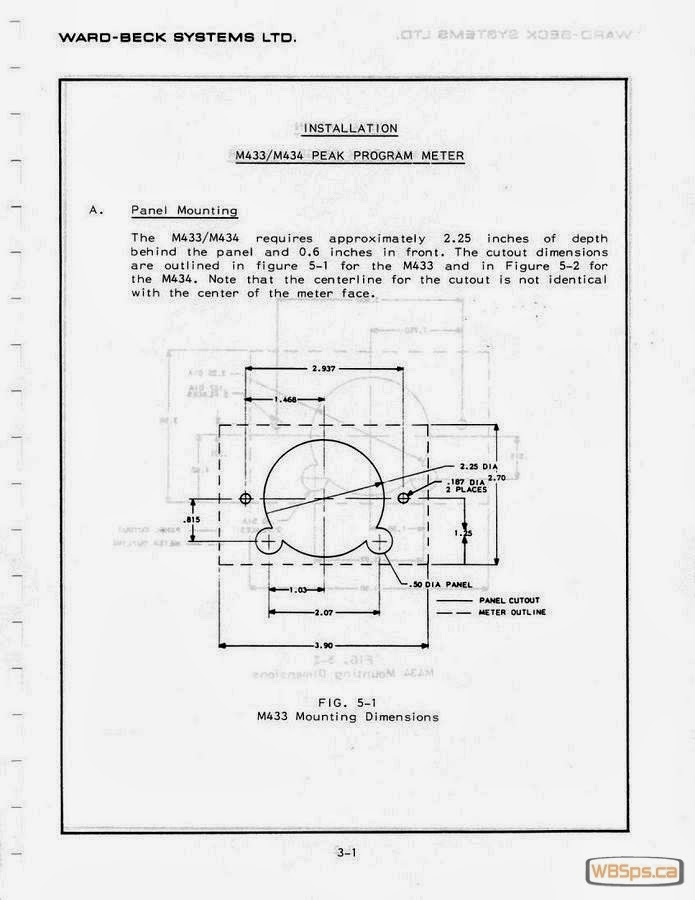 WARD-BECK SYSTEMS LTD.
INSTALLATION
M433/M434 PEAK PROGRAM METER
A. Panel Mounting
The M433/M434 requires approximately 2.25 inches of depth
behind the panel and 0.6 inches in front. The cutout dimensions
are outlined in figure 5-1 for the M433 and in Figure 5-2 for
the M434. Note that the centerline for the cutout is not identical
with the center of the meter face.
2.937
1.468
2.25 DIA
.187 DIA
2 PLACES
2.70
.815
1.25
.50 DIA PANEL
1.03
2.07
PANEL CUTOUT
METER OUTLINE
3.90
FIG. 5-1
M433 Mounting Dimensions
3-1
WBSps.ca